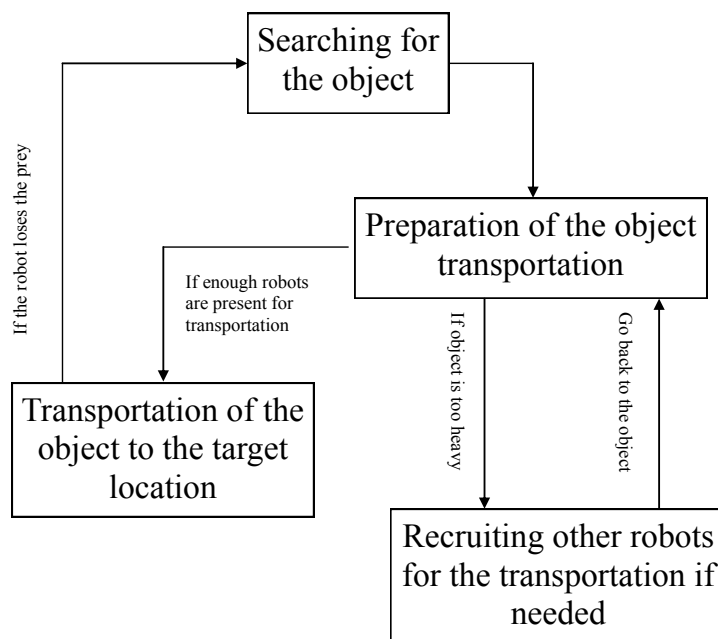 Searching for
the object
If the robot loses the prey
Preparation of the object
transportation
If enough robots
are present for
transportation
If object is too
heavy
Go back to the
object
Transportation of the
object to the target
location
Recruiting other robots
for the transportation if
needed